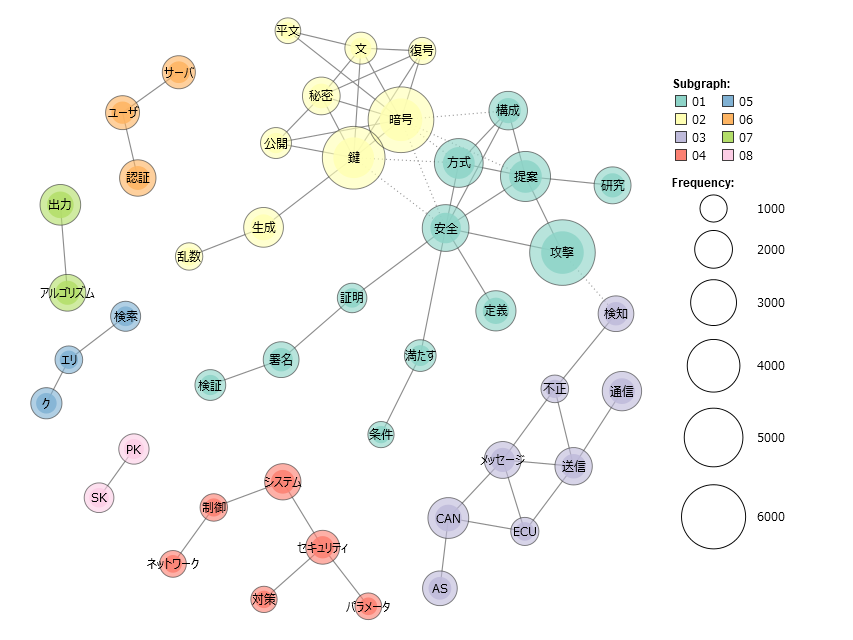 平文
文
復号
サーバ
秘密
構成
ユーザ
暗号
公開
鍵
方式
提案
認証
研究
出力
生成
安全
攻撃
乱数
アルゴリズム
証明
定義
検知
検索
エリ
署名
満たす
検証
不正
通信
ク
条件
PK
メッセージ
送信
SK
システム
制御
CAN
ECU
セキュリティ
ネットワーク
AS
対策
パラメータ
Subgraph:
01 05
02 06
03 07
04 08
Frequency:
1000
2000
3000
4000
5000
6000